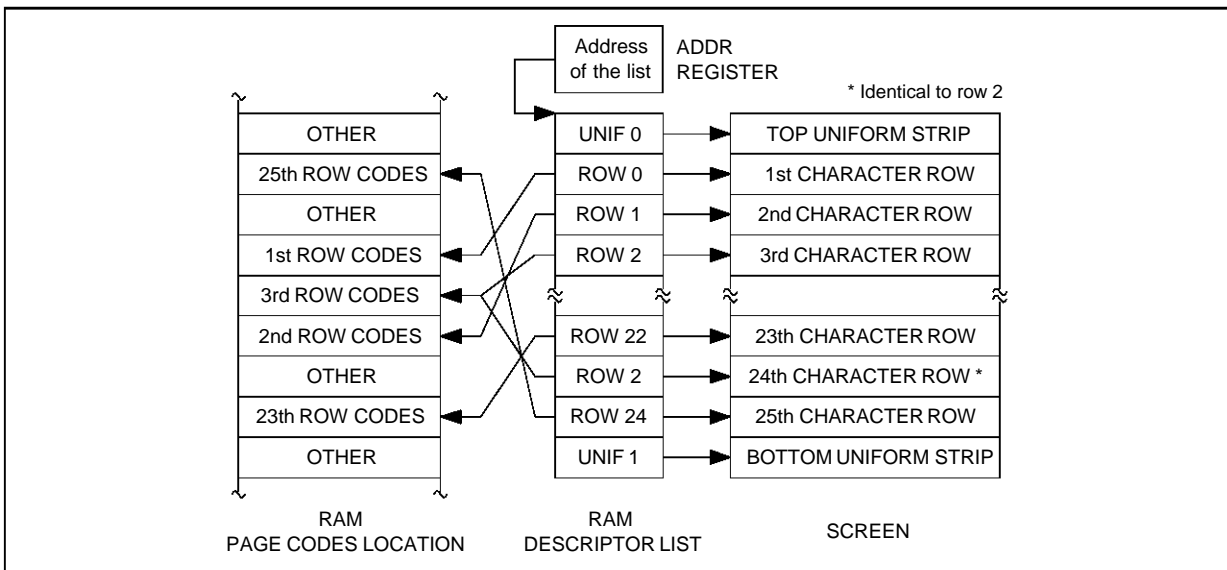 Address
of the list
ADDR
REGISTER
* Identical to row 2
OTHER
25th ROW CODES
OTHER
1st ROW CODES
3rd ROW CODES
2nd ROW CODES
OTHER
23th ROW CODES
OTHER
RAM
PAGE CODES LOCATION
UNIF 0
ROW 0
ROW 1
ROW 2
ROW 22
ROW 2
ROW 24
UNIF 1
RAM
DESCRIPTOR LIST
TOP UNIFORM STRIP
1st CHARACTER ROW
2nd CHARACTER ROW
3rd CHARACTER ROW
23th CHARACTER ROW
24th CHARACTER ROW *
25th CHARACTER ROW
BOTTOM UNIFORM STRIP
SCREEN